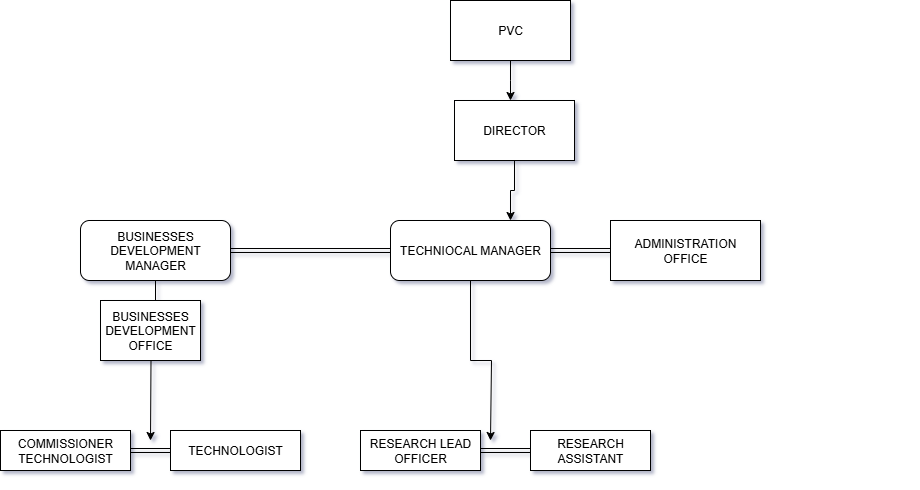 PVC
DIRECTOR
BUSINESSES
DEVELOPMENT
MANAGER
TECHNIOCAL MANAGER
ADMINISTRATION
OFFICE
BUSINESSES
DEVELOPMENT
OFFICE
COMMISSIONER
TECHNOLOGIST
TECHNOLOGIST
RESEARCH LEAD
OFFICER
RESEARCH
ASSISTANT